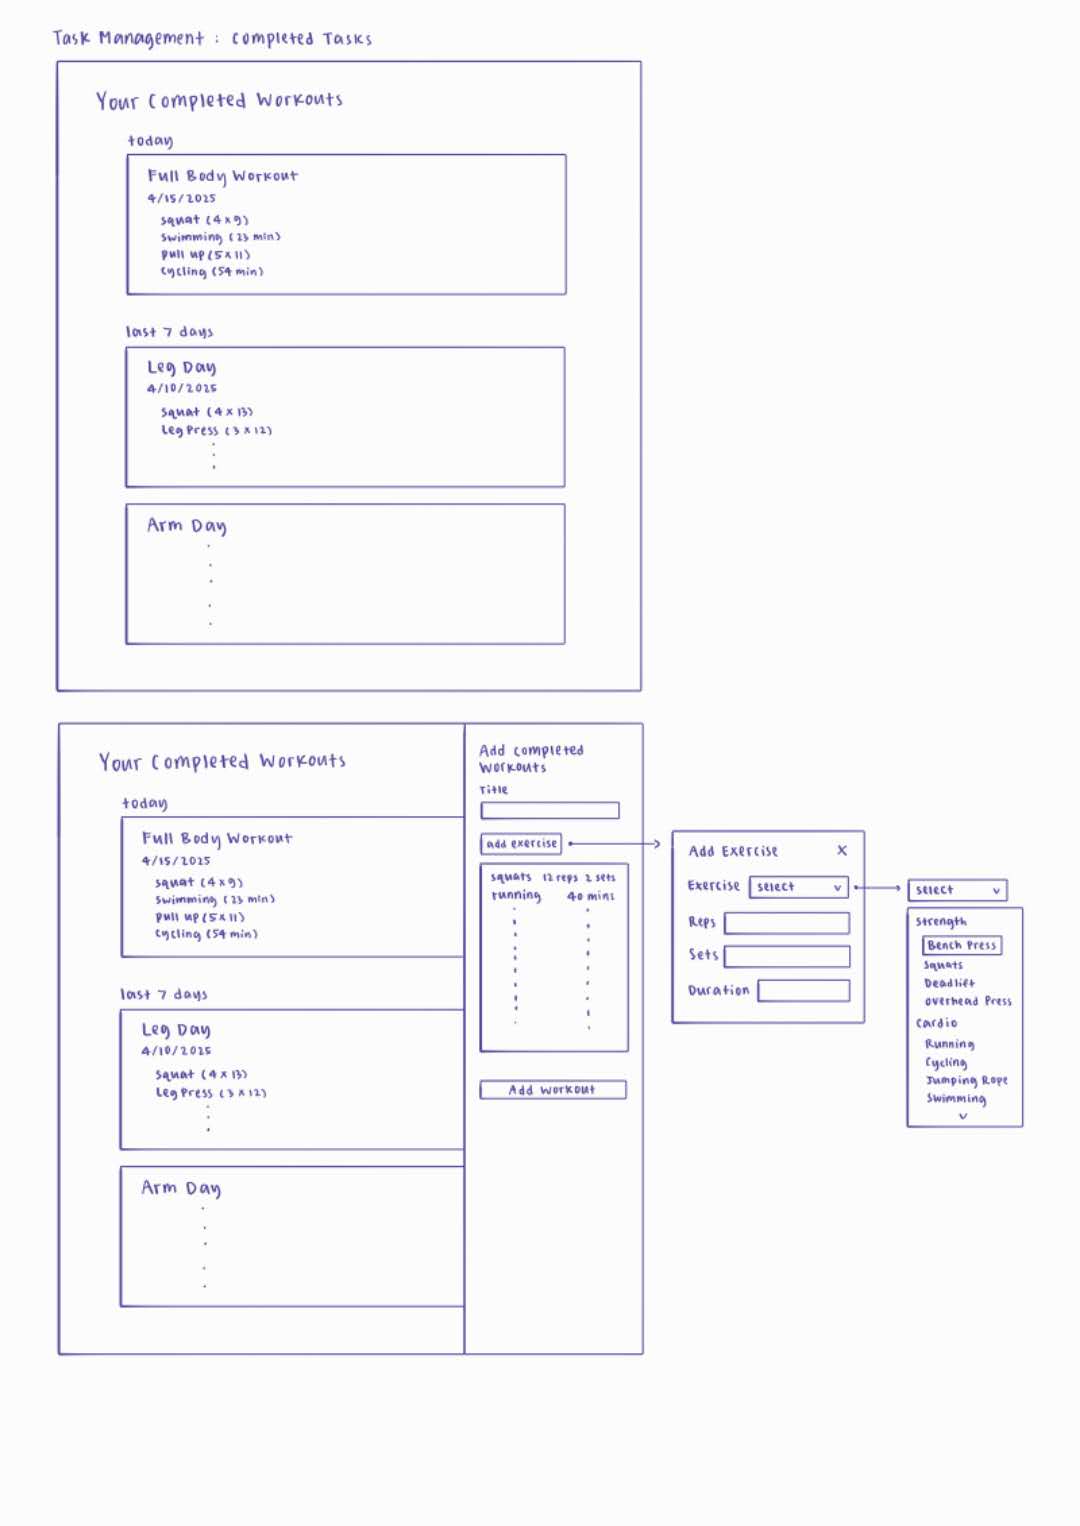 Task Management : Completed Tasks
Your Completed Workouts
today
Full Body Workout
4/15/2025
squat (4 x 9)
swimming (23 min)
pull up (5 x 11)
cycling (54 min)
last 7 days
Leg Day
4/10/2025
squat (4 x 13)
Leg Press (3 x 12)
Arm Day
Your Completed Workouts
today
Full Body Workout
4/15/2025
squat (4 x 9)
swimming (23 min)
pull up (5 x 11)
cycling (54 min)
last 7 days
Leg Day
4/10/2025
squat (4 x 13)
Leg Press (3 x 12)
Arm Day
Add completed
workouts
Title
add exercise
squats 12 reps 2 sets
running 40 mins
Add workout
Add Exercise X
Exercise select v
Reps
Sets
Duration
select v
Strength
Bench Press
Squats
Deadlift
overhead Press
Cardio
Running
Cycling
Jumping Rope
Swimming
v